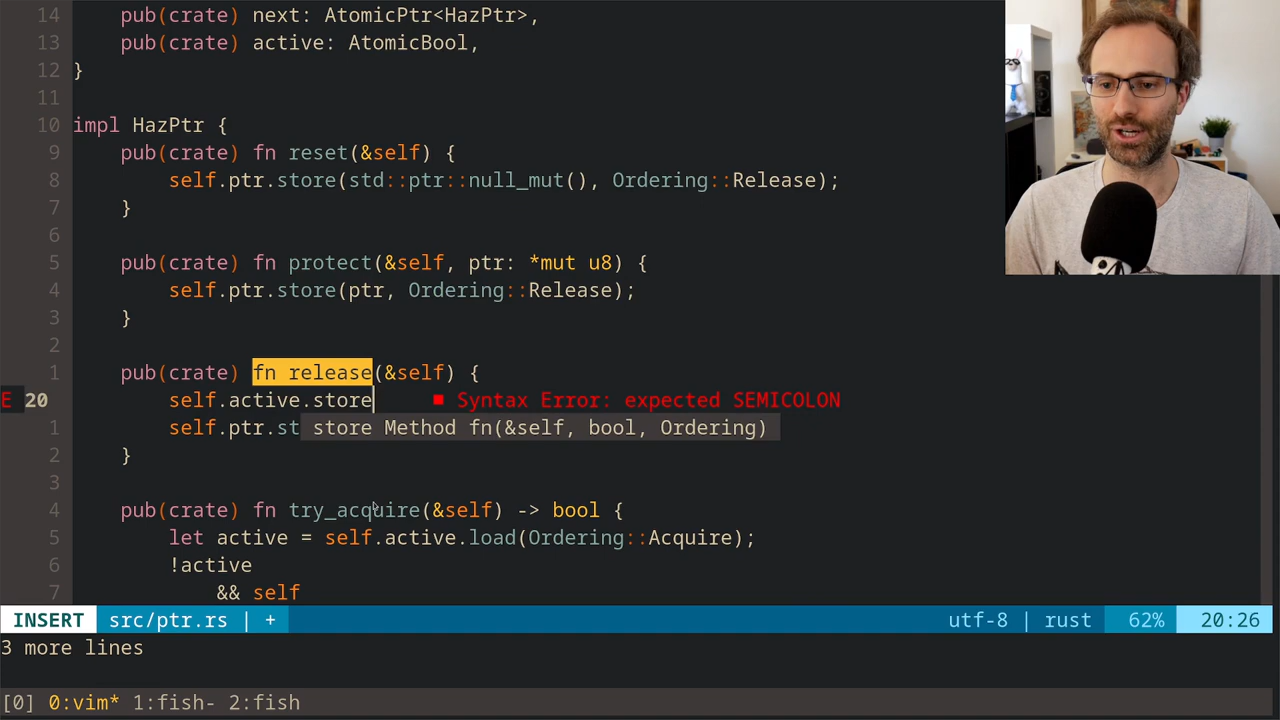 14 pub(crate) next: AtomicPtr<HazPtr>,
13 pub(crate) active: AtomicBool,
12 }
11
10 impl HazPtr {
9 pub(crate) fn reset(&self) {
8 self.ptr.store(std::ptr::null_mut(), Ordering::Release);
7 }
6
5 pub(crate) fn protect(&self, ptr: *mut u8) {
4 self.ptr.store(ptr, Ordering::Release);
3 }
2
1 pub(crate) fn release(&self) {
E 20 self.active.store ■ Syntax Error: expected SEMICOLON
1 self.ptr.st store Method fn(&self, bool, Ordering)
2 }
3
4 pub(crate) fn try_acquire(&self) -> bool {
5 let active = self.active.load(Ordering::Acquire);
6 !active
7 && self
INSERT src/ptr.rs | + utf-8 | rust 62% 20:26
3 more lines
[0] 0:vim* 1:fish- 2:fish